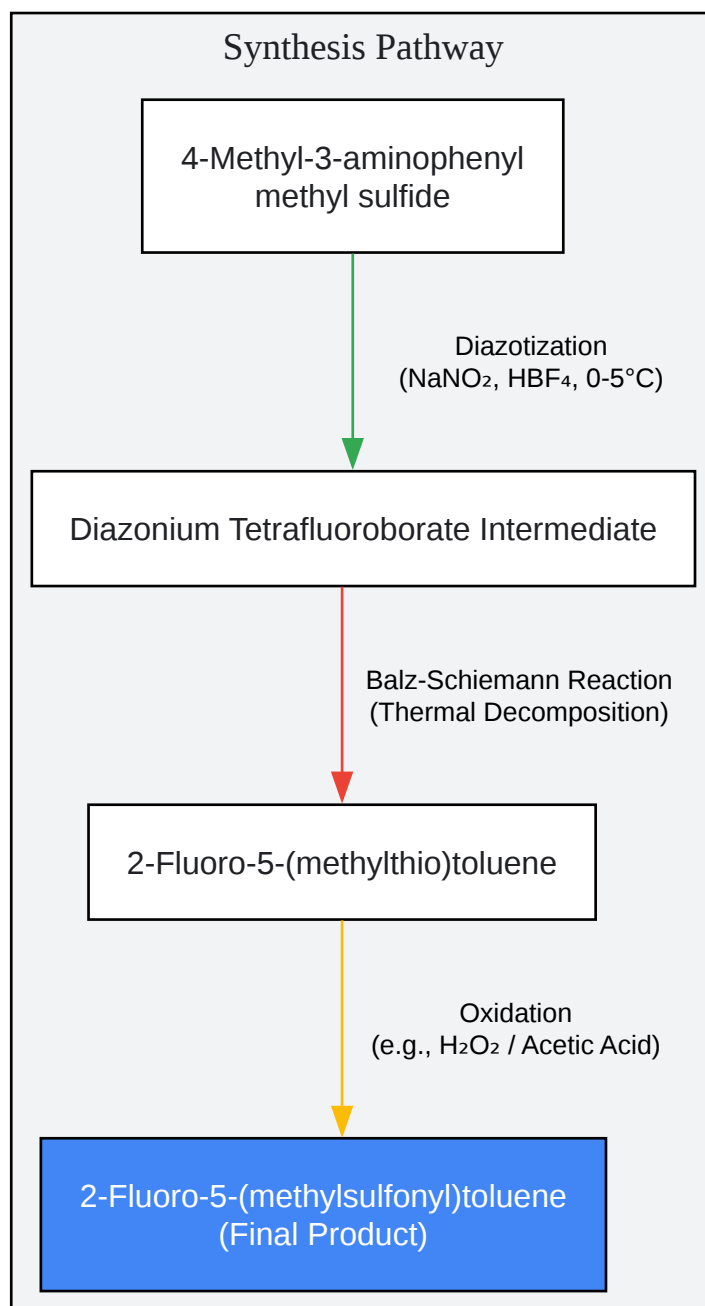 Synthesis Pathway
4-Methyl-3-aminophenyl
methyl sulfide
Diazotization
(NaNO₂, HBF₄, 0-5°C)
Diazonium Tetrafluoroborate Intermediate
Balz-Schiemann Reaction
(Thermal Decomposition)
2-Fluoro-5-(methylthio)toluene
Oxidation
(e.g., H₂O₂ / Acetic Acid)
2-Fluoro-5-(methylsulfonyl)toluene
(Final Product)